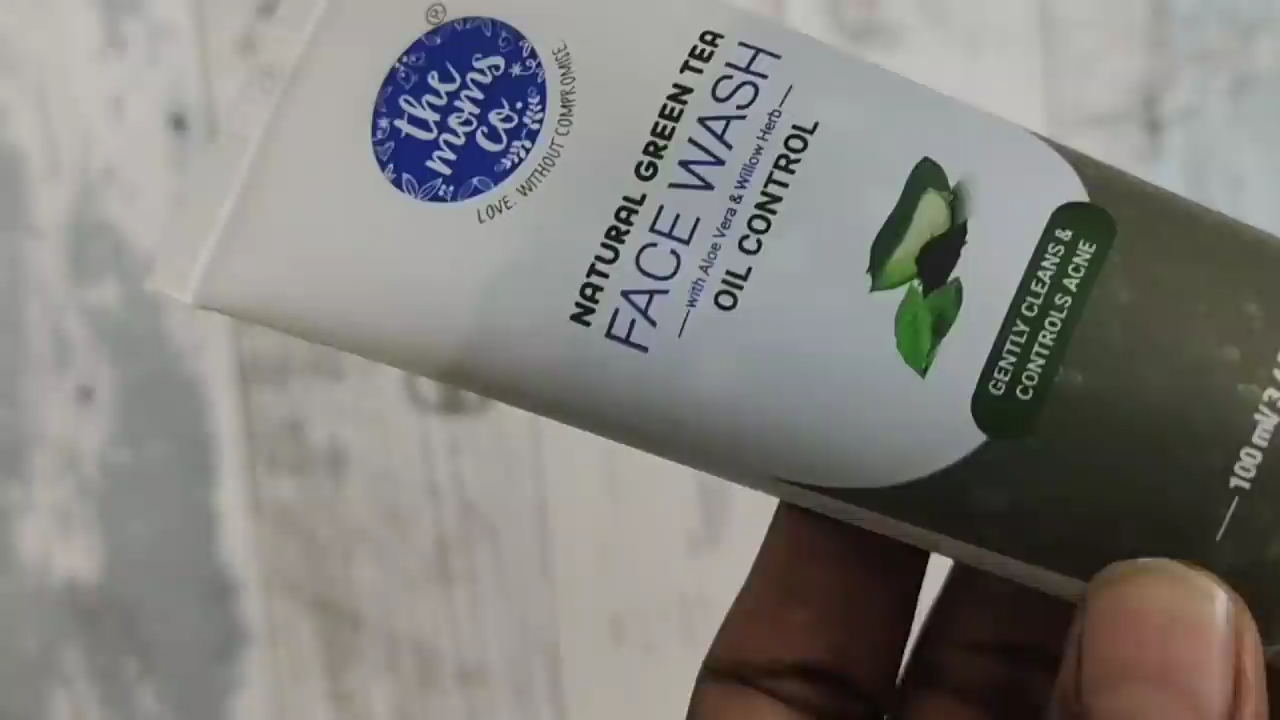 ®
the
moms
co.
LOVE. WITHOUT COMPROMISE.
NATURAL GREEN TEA
FACE WASH
with Aloe Vera & Willow Herb
OIL CONTROL
GENTLY CLEANS &
CONTROLS ACNE
100 ml/